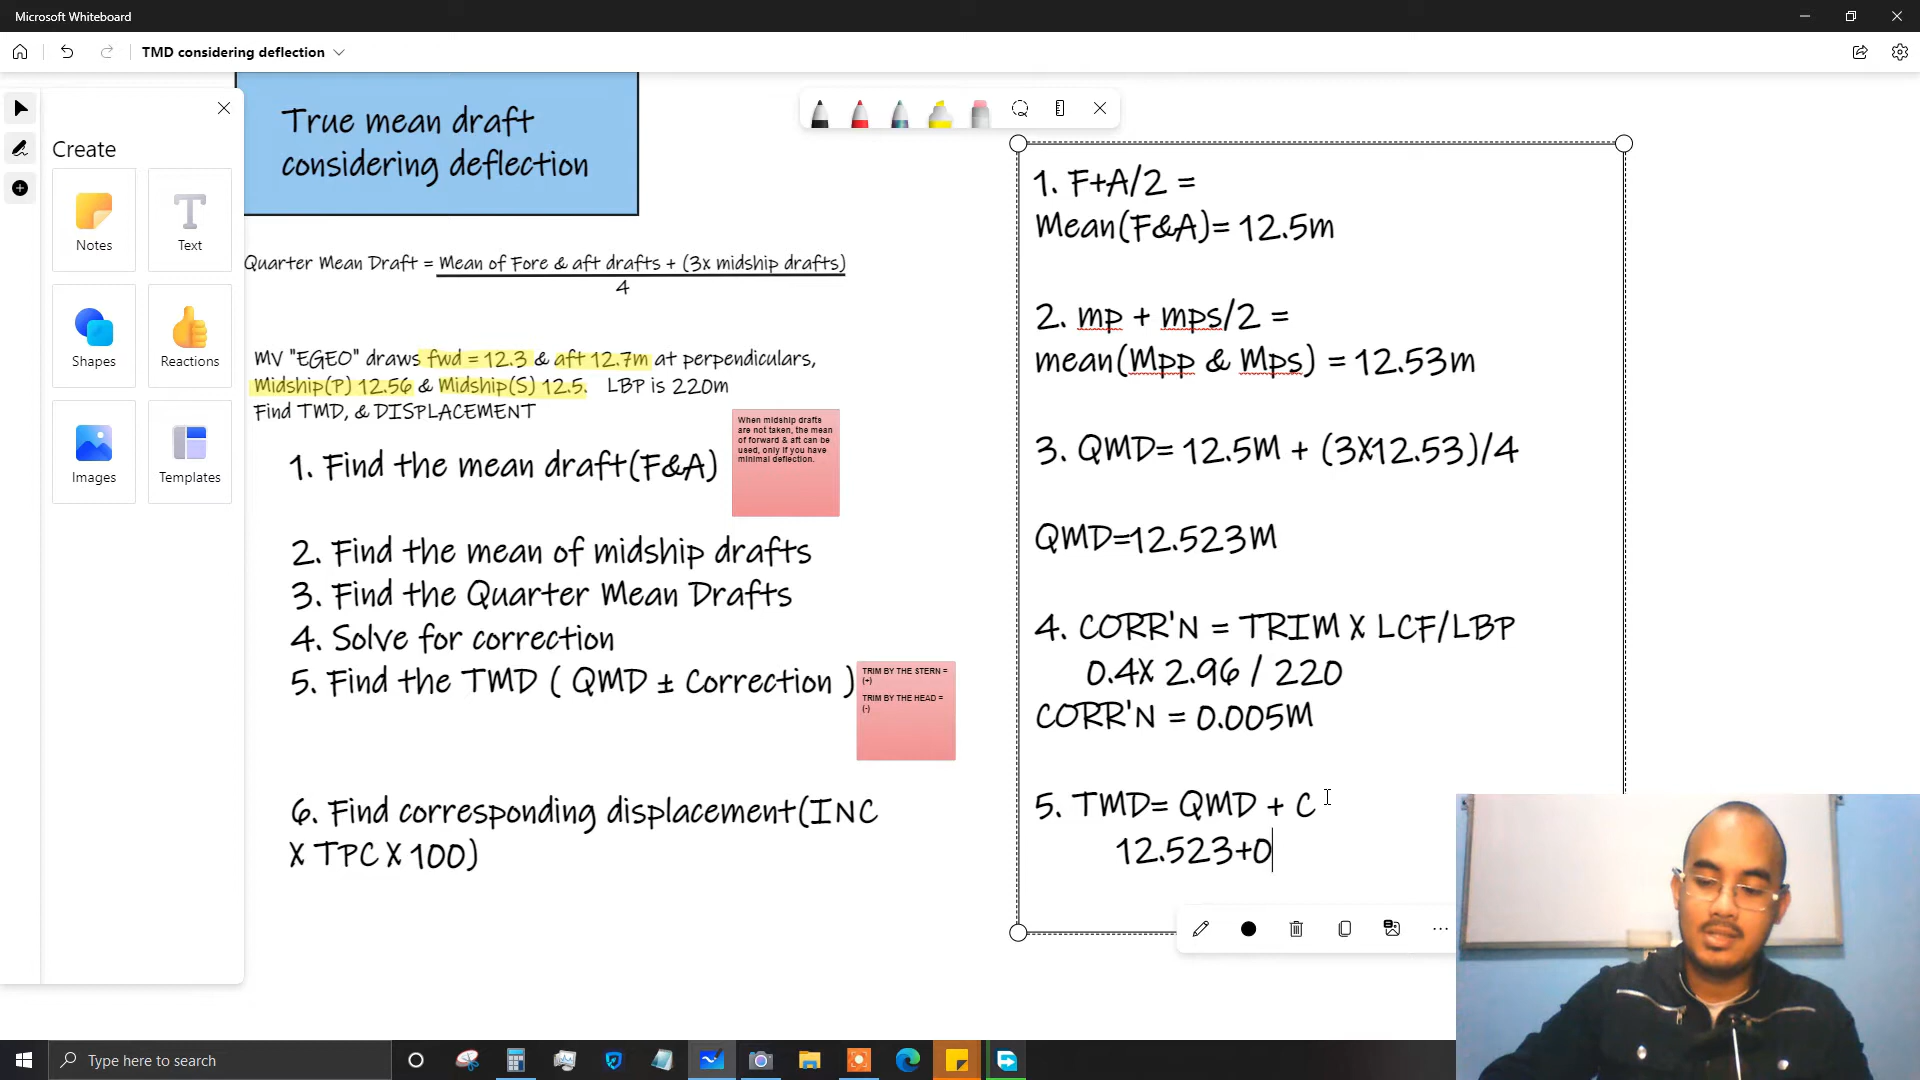 Microsoft Whiteboard
TMD considering deflection
Create
Notes
Text
Shapes
Reactions
Images
Templates
True mean draft
considering deflection
Quarter Mean Draft = Mean of Fore & aft drafts + (3x midship drafts)
4
MV "EGEO" draws fwd = 12.3 & aft 12.7m at perpendiculars,
Midship(P) 12.56 & Midship(S) 12.5. LBP is 220m
Find TMD, & DISPLACEMENT
1. Find the mean draft(F&A)
When midship drafts
are not taken, the mean
of forward & aft can be
used, only if you have
minimal deflection.
2. Find the mean of midship drafts
3. Find the Quarter Mean Drafts
4. Solve for correction
5. Find the TMD ( QMD ± Correction )
TRIM BY THE STERN =
(+)
TRIM BY THE HEAD =
(-)
6. Find corresponding displacement(INC
X TPC X 100)
1. F+A/2 =
Mean(F&A)= 12.5m
2. mp + mps/2 =
mean(Mpp & Mps) = 12.53m
3. QMD= 12.5M + (3X12.53)/4
QMD=12.523M
4. CORR'N = TRIM X LCF/LBP
0.4X 2.96 / 220
CORR'N = 0.005M
5. TMD= QMD + C
12.523+0
Type here to search